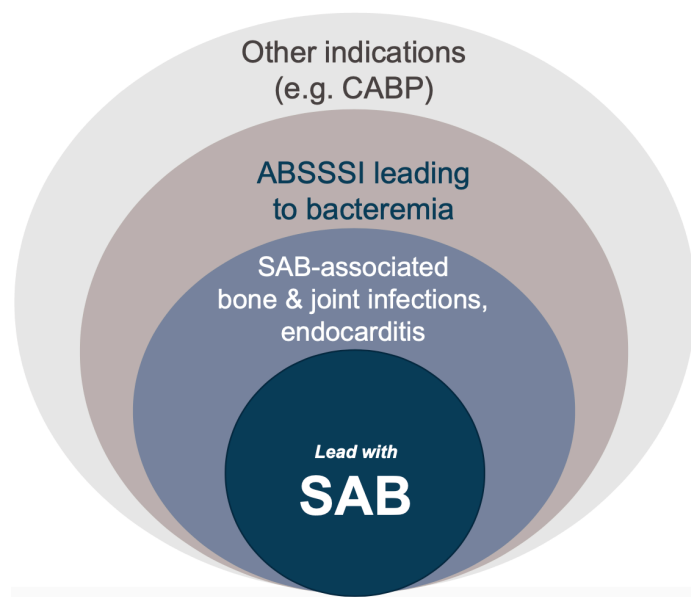 Other indications
(e.g. CABP)
ABSSSI leading
to bacteremia
SAB-associated
bone & joint infections,
endocarditis
Lead with
SAB